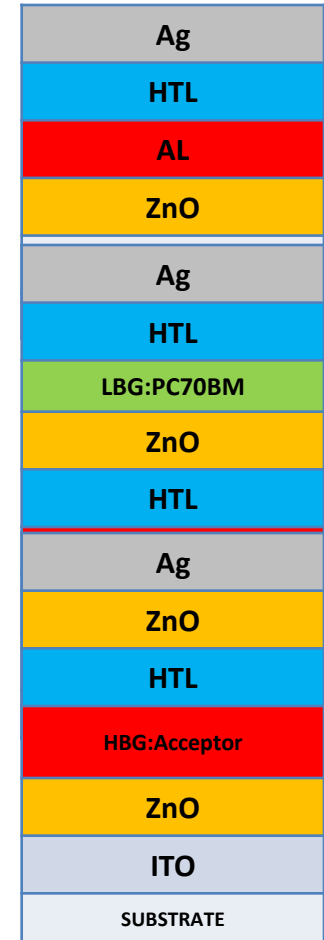 Ag
HTL
AL
ZnO
Ag
HTL
LBG:PC70BM
ZnO
HTL
Ag
ZnO
HTL
HBG:Acceptor
ZnO
ITO
SUBSTRATE